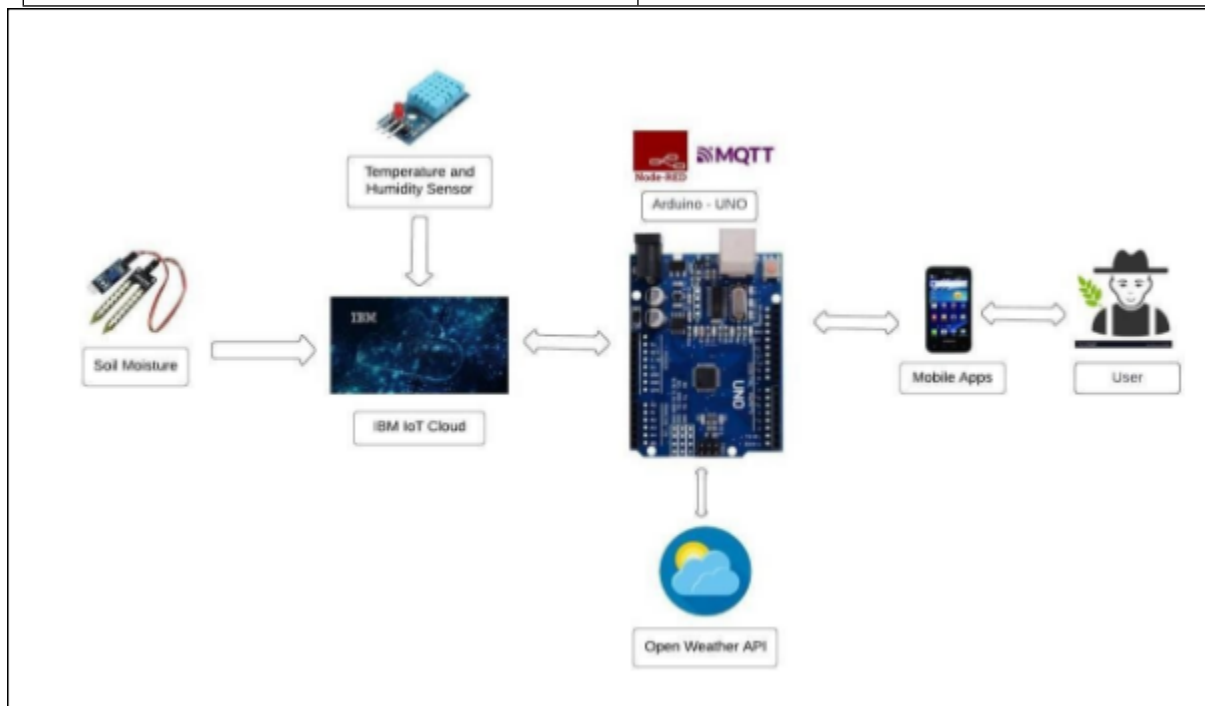 Temperature and
Humidity Sensor
Node-RED
MQTT
Arduino - UNO
Soil Moisture
IBM
IBM IoT Cloud
UNO
Mobile Apps
User
Open Weather API